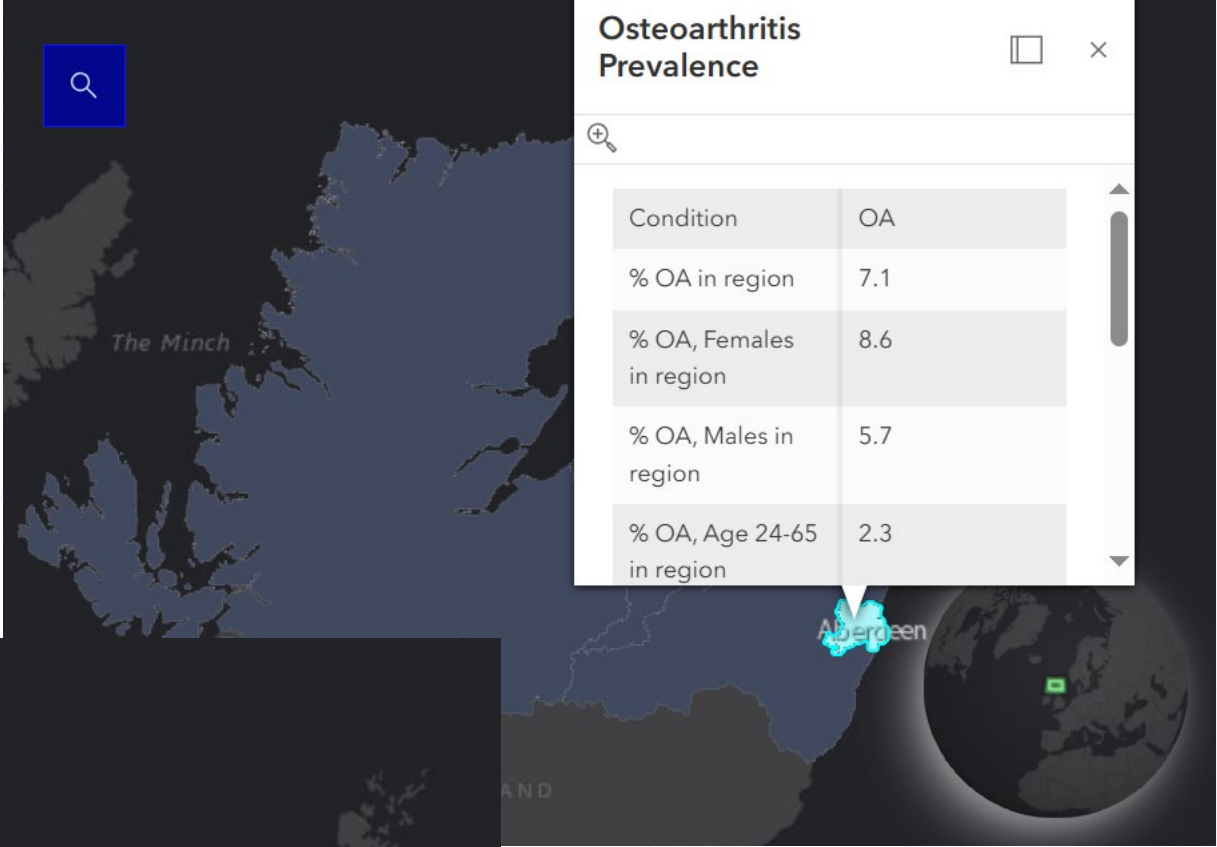 Osteoarthritis
Prevalence
Condition OA
% OA in region 7.1
% OA, Females 8.6
in region
The Minch
% OA, Males in 5.7
region
% OA, Age 24-65 2.3
in region
Aberdeen
AND